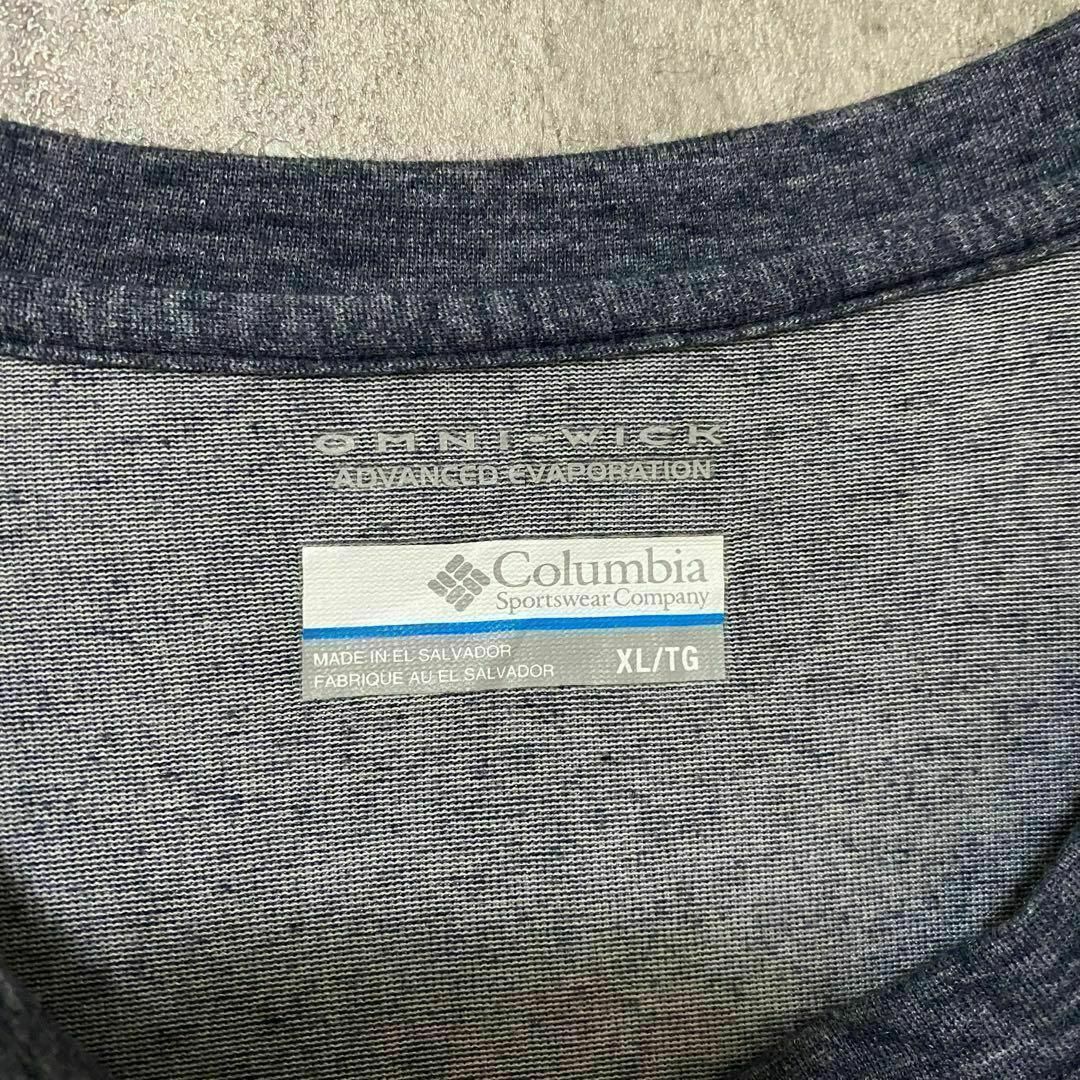 OMNI-WICK
ADVANCED EVAPORATION
Columbia
Sportswear Company
MADE IN EL SALVADOR
FABRIQUE AU EL SALVADOR
XL/TG